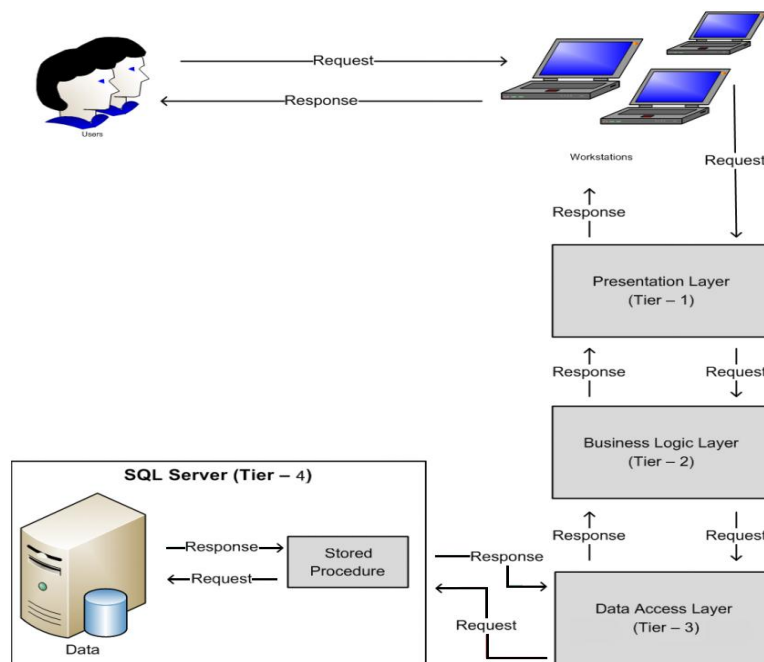 Request
Response
Users
Workstations
Request
Response
Presentation Layer
(Tier – 1)
Response
Request
Business Logic Layer
(Tier – 2)
SQL Server (Tier – 4)
Response
Request
Response
Stored
Procedure
Request
Response
Data Access Layer
(Tier – 3)
Request
Data